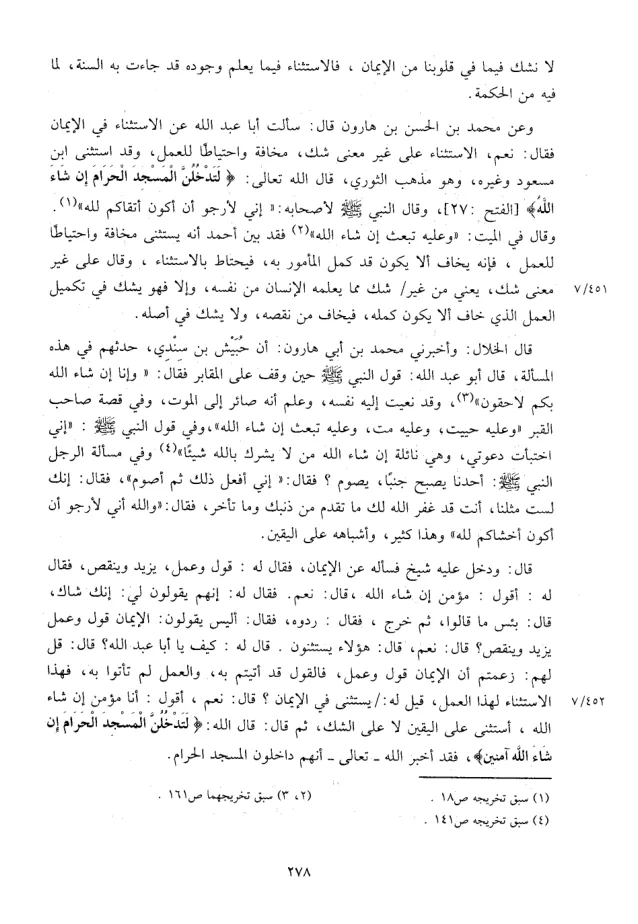 لا نشك فيما في قلوبنا من الإيمان ، فالاستثناء فيما يعلم وجوده قد جاءت به السنة، لما
فيه من الحكمة.
وعن محمد بن الحسن بن هارون قال: سألت أبا عبد الله عن الاستثناء في الإيمان
فقال: نعم، الاستثناء على غير معنى شك، مخافة واحتياطًا للعمل، وقد استثنى ابن
مسعود وغيره، وهو مذهب الثوري، قال الله تعالى: ﴿ لَتَدْخُلُنَّ الْمَسْجِدَ الْحَرَامَ إِن شَاءَ
اللَّهُ﴾ [الفتح :٢٧]، وقال النبي ﷺ لأصحابه: «إني لأرجو أن أكون أتقاكم لله»(١).
وقال في الميت: «وعليه تبعث إن شاء الله»(٢) فقد بين أحمد أنه يستثنى مخافة واحتياطًا
للعمل ، فإنه يخاف ألا يكون قد كمل المأمور به، فيحتاط بالاستثناء ، وقال على غير
معنى شك، يعني من غير/ شك مما يعلمه الإنسان من نفسه، وإلا فهو يشك في تكميل
٧/٤٥١
العمل الذي خاف ألا يكون كمله، فيخاف من نقصه، ولا يشك في أصله.
قال الخلال: وأخبرني محمد بن أبي هارون: أن حُبَيْش بن سِنْدِي، حدثهم في هذه
المسألة، قال أبو عبد الله: قول النبي ﷺ حين وقف على المقابر فقال: « وإنا إن شاء الله
بكم لاحقون»(٣)، وقد نعيت إليه نفسه، وعلم أنه صائر إلى الموت، وفي قصة صاحب
القبر «وعليه حييت، وعليه مت، وعليه تبعث إن شاء الله»،وفي قول النبي ﷺ : «إني
اختبأت دعوتي، وهي نائلة إن شاء الله من لا يشرك بالله شيئًا»(٤) وفي مسألة الرجل
النبي ﷺ: أحدنا يصبح جنبًا، يصوم ؟ فقال:« إني أفعل ذلك ثم أصوم»، فقال: إنك
لست مثلنا، أنت قد غفر الله لك ما تقدم من ذنبك وما تأخر، فقال:«والله أني لأرجو أن
أكون أخشاكم لله» وهذا كثير، وأشباهه على اليقين.
قال: ودخل عليه شيخ فسأله عن الإيمان، فقال له : قول وعمل، يزيد وينقص، فقال
له : أقول : مؤمن إن شاء الله ،قال: نعم. فقال له: إنهم يقولون لي: إنك شاك،
قال: بئس ما قالوا، ثم خرج ، فقال : ردوه، فقال: أليس يقولون: الإيمان قول وعمل
يزيد وينقص؟ قال: نعم، قال: هؤلاء يستثنون . قال له : كيف يا أبا عبد الله؟ قال: قل
لهم: زعمتم أن الإيمان قول وعمل، فالقول قد أتيتم به، والعمل لم تأتوا به، فهذا
الاستثناء لهذا العمل، قيل له:/يستثنى في الإيمان ؟ قال: نعم ، أقول : أنا مؤمن إن شاء
٧/٤٥٢
الله ، أستثنى على اليقين لا على الشك، ثم قال: قال الله:﴿ لَتَدْخُلُنَّ الْمَسْجِدَ الْحَرَامَ إِن
شَاءَ اللَّهُ آمنين﴾، فقد أخبر الله ـ تعالى ـ أنهم داخلون المسجد الحرام.
(١) سبق تخريجه ص١٨ .
(٢، ٣) سبق تخريجهما ص١٦١ .
(٤) سبق تخريجه ص١٤١ .
٢٧٨